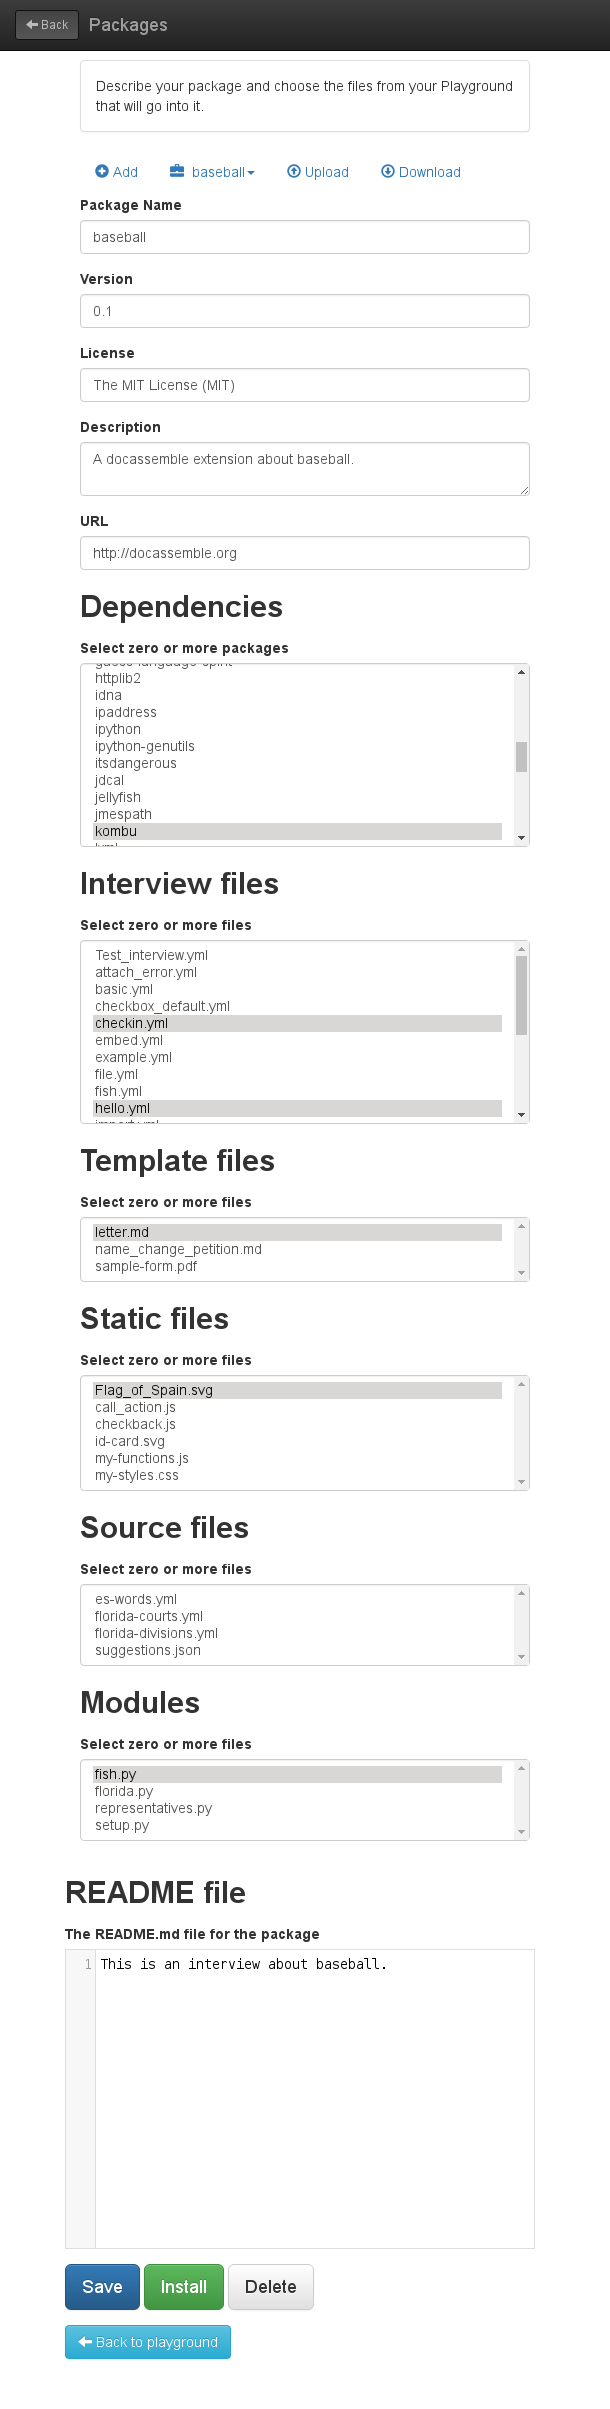 Back Packages
Describe your package and choose the files from your Playground
that will go into it.
Add baseball Upload Download
Package Name
baseball
Version
0.1
License
The MIT License (MIT)
Description
A docassemble extension about baseball.
URL
http://docassemble.org
Dependencies
Select zero or more packages
httplib2
idna
ipaddress
ipython
ipython-genutils
itsdangerous
jdcal
jellyfish
jmespath
kombu
Interview files
Select zero or more files
Test_interview.yml
attach_error.yml
basic.yml
checkbox_default.yml
checkin.yml
embed.yml
example.yml
file.yml
fish.yml
hello.yml
Template files
Select zero or more files
letter.md
name_change_petition.md
sample-form.pdf
Static files
Select zero or more files
Flag_of_Spain.svg
call_action.js
checkback.js
id-card.svg
my-functions.js
my-styles.css
Source files
Select zero or more files
es-words.yml
florida-courts.yml
florida-divisions.yml
suggestions.json
Modules
Select zero or more files
fish.py
florida.py
representatives.py
setup.py
README file
The README.md file for the package
1 This is an interview about baseball.
Save Install Delete
Back to playground